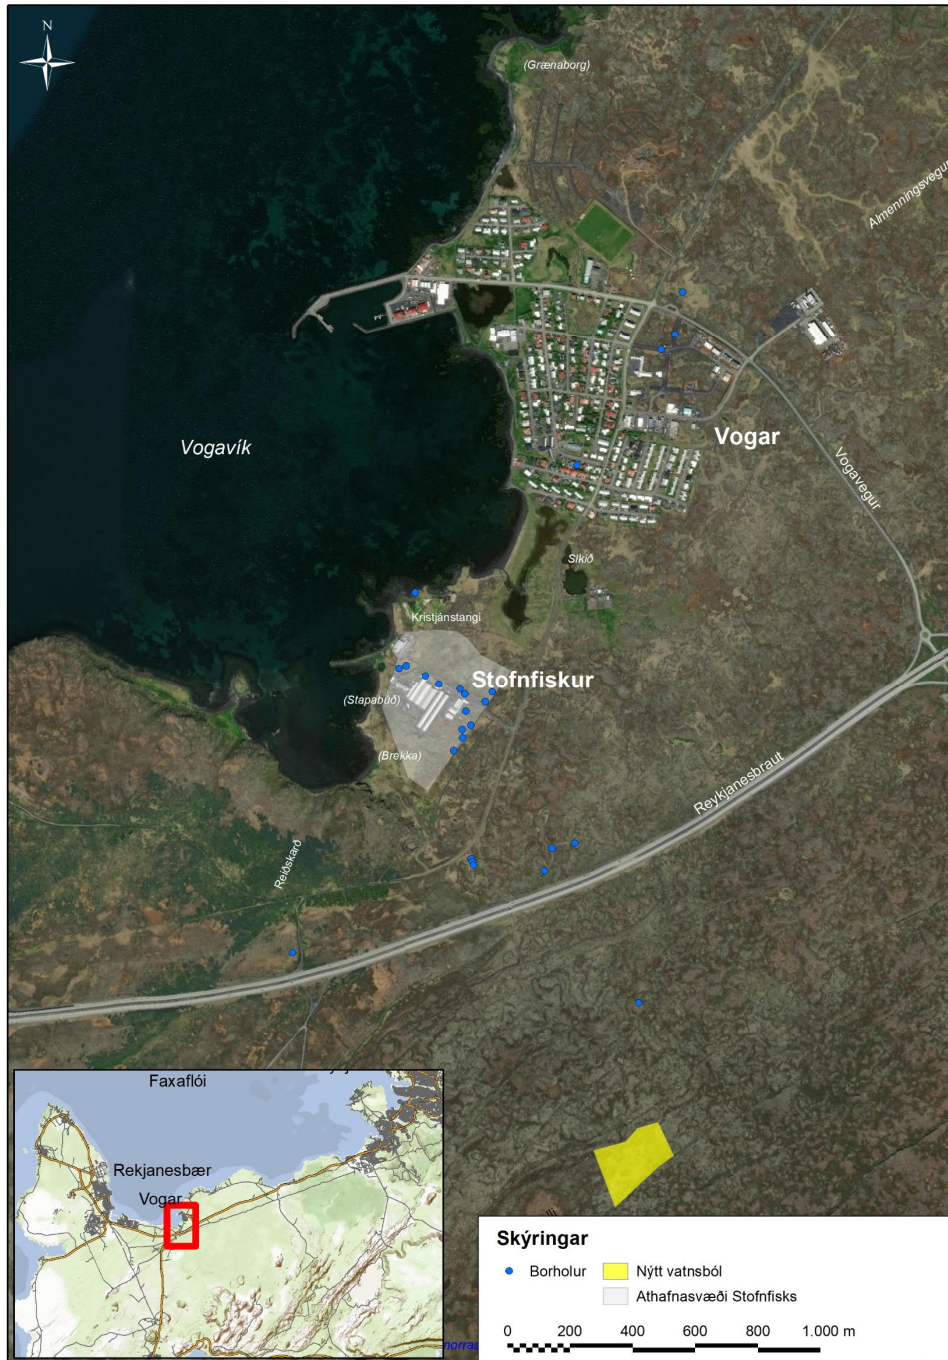 N
(Grænaborg)
Almenningsvegur
Vogavík
Vogar
Vogavegur
Síkið
Kristjánstangi
Stofnfiskur
(Stapabúð)
(Brekka)
Reykjanesbraut
Reiðskarð
Faxaflói
Rekjanesbær
Vogar
Skýringar
Borholur
Nýtt vatnsból
Athafnasvæði Stofnfisks
0 200 400 600 800 1.000 m